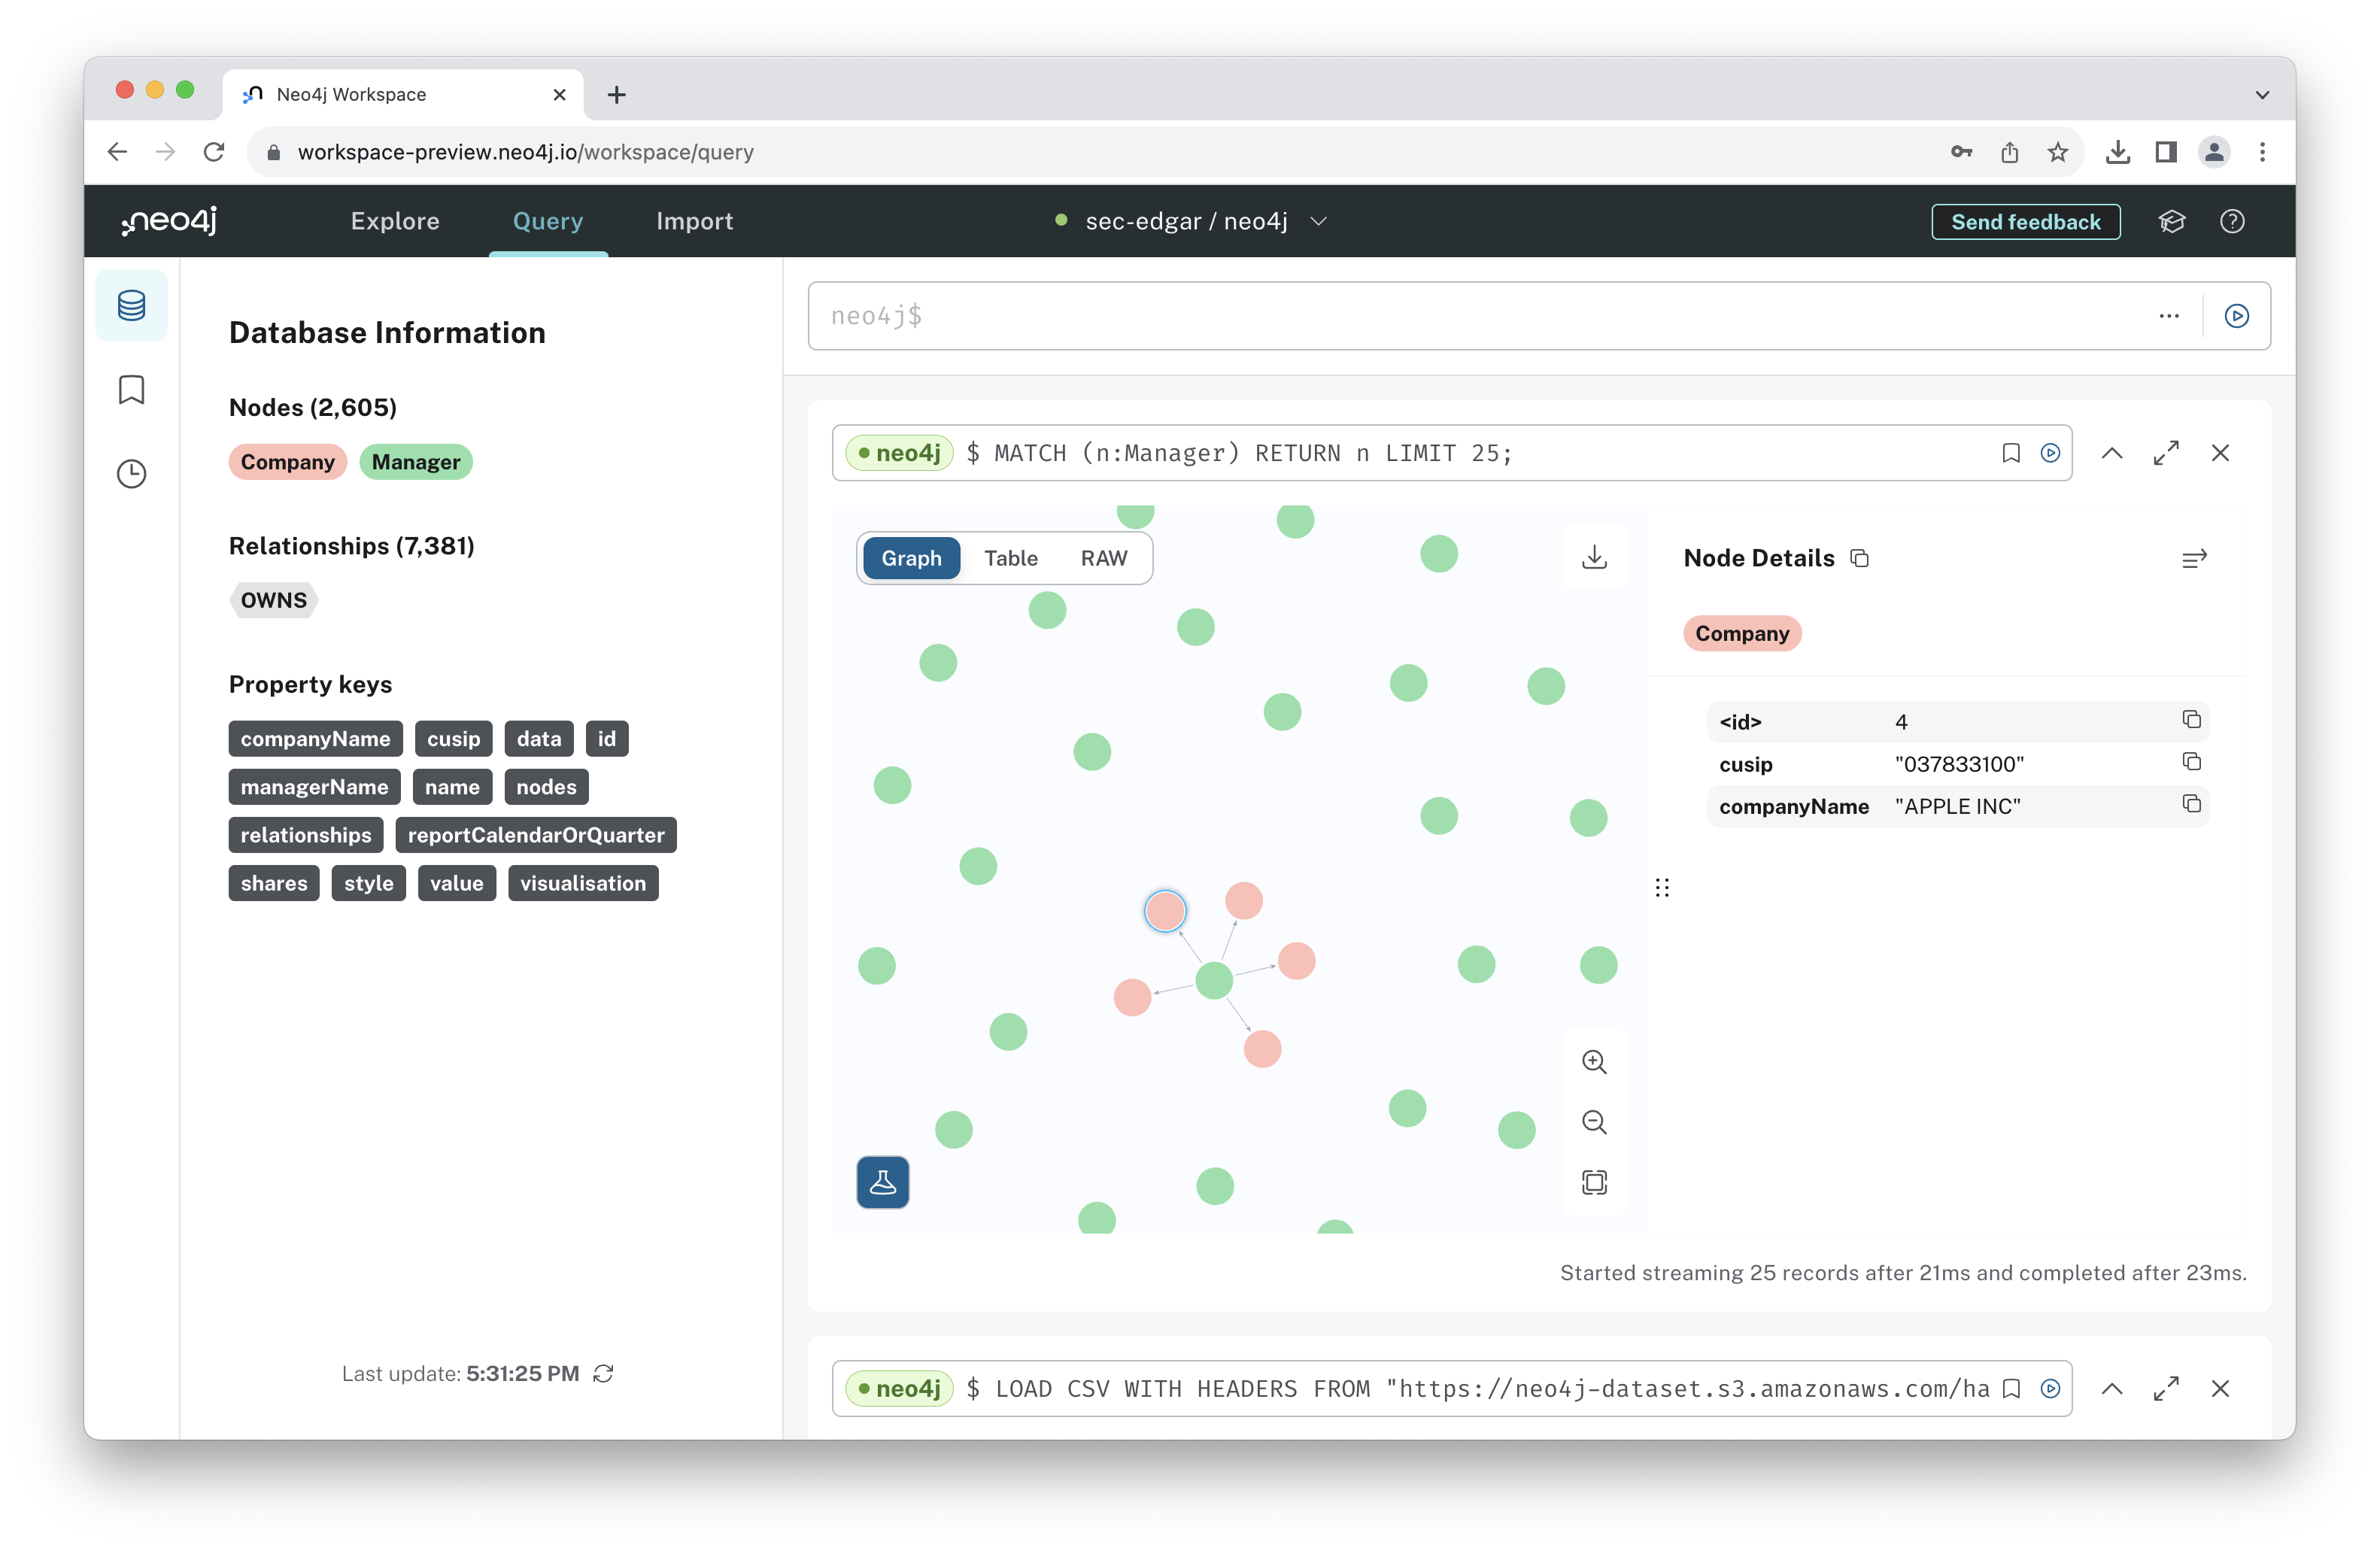 Neo4j Workspace
workspace-preview.neo4j.io/workspace/query
neo4j
Explore
Query
Import
sec-edgar / neo4j
Send feedback
Database Information
Nodes (2,605)
Company Manager
Relationships (7,381)
OWNS
Property keys
companyName cusip data id
managerName name nodes
relationships reportCalendarOrQuarter
shares style value visualisation
Last update: 5:31:25 PM
neo4j$
neo4j $ MATCH (n:Manager) RETURN n LIMIT 25;
Graph Table RAW
Node Details
Company
<id> 4
cusip "037833100"
companyName "APPLE INC"
Started streaming 25 records after 21ms and completed after 23ms.
neo4j $ LOAD CSV WITH HEADERS FROM "https://neo4j-dataset.s3.amazonaws.com/ha